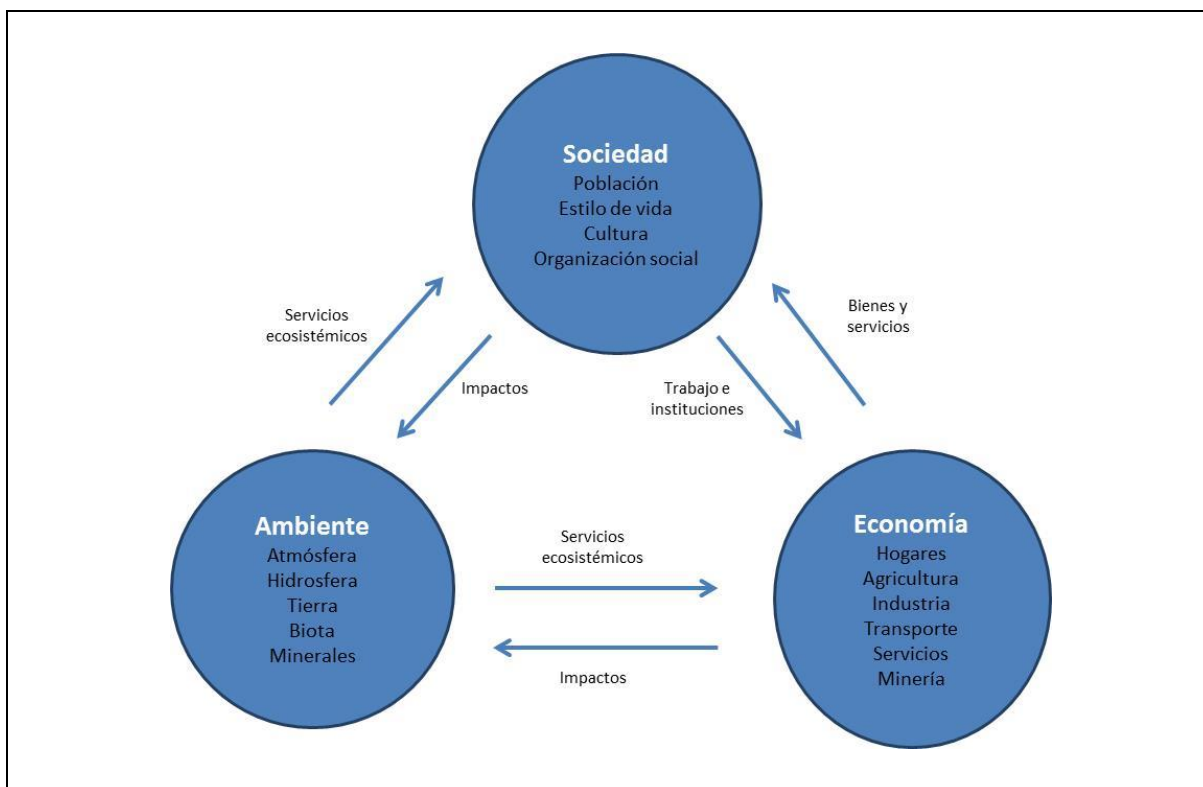 Sociedad
Población
Estilo de vida
Cultura
Organización social
Servicios
ecosistémicos
Impactos
Bienes y
servicios
Trabajo e
instituciones
Ambiente
Atmósfera
Hidrosfera
Tierra
Biota
Minerales
Servicios
ecosistémicos
Impactos
Economía
Hogares
Agricultura
Industria
Transporte
Servicios
Minería